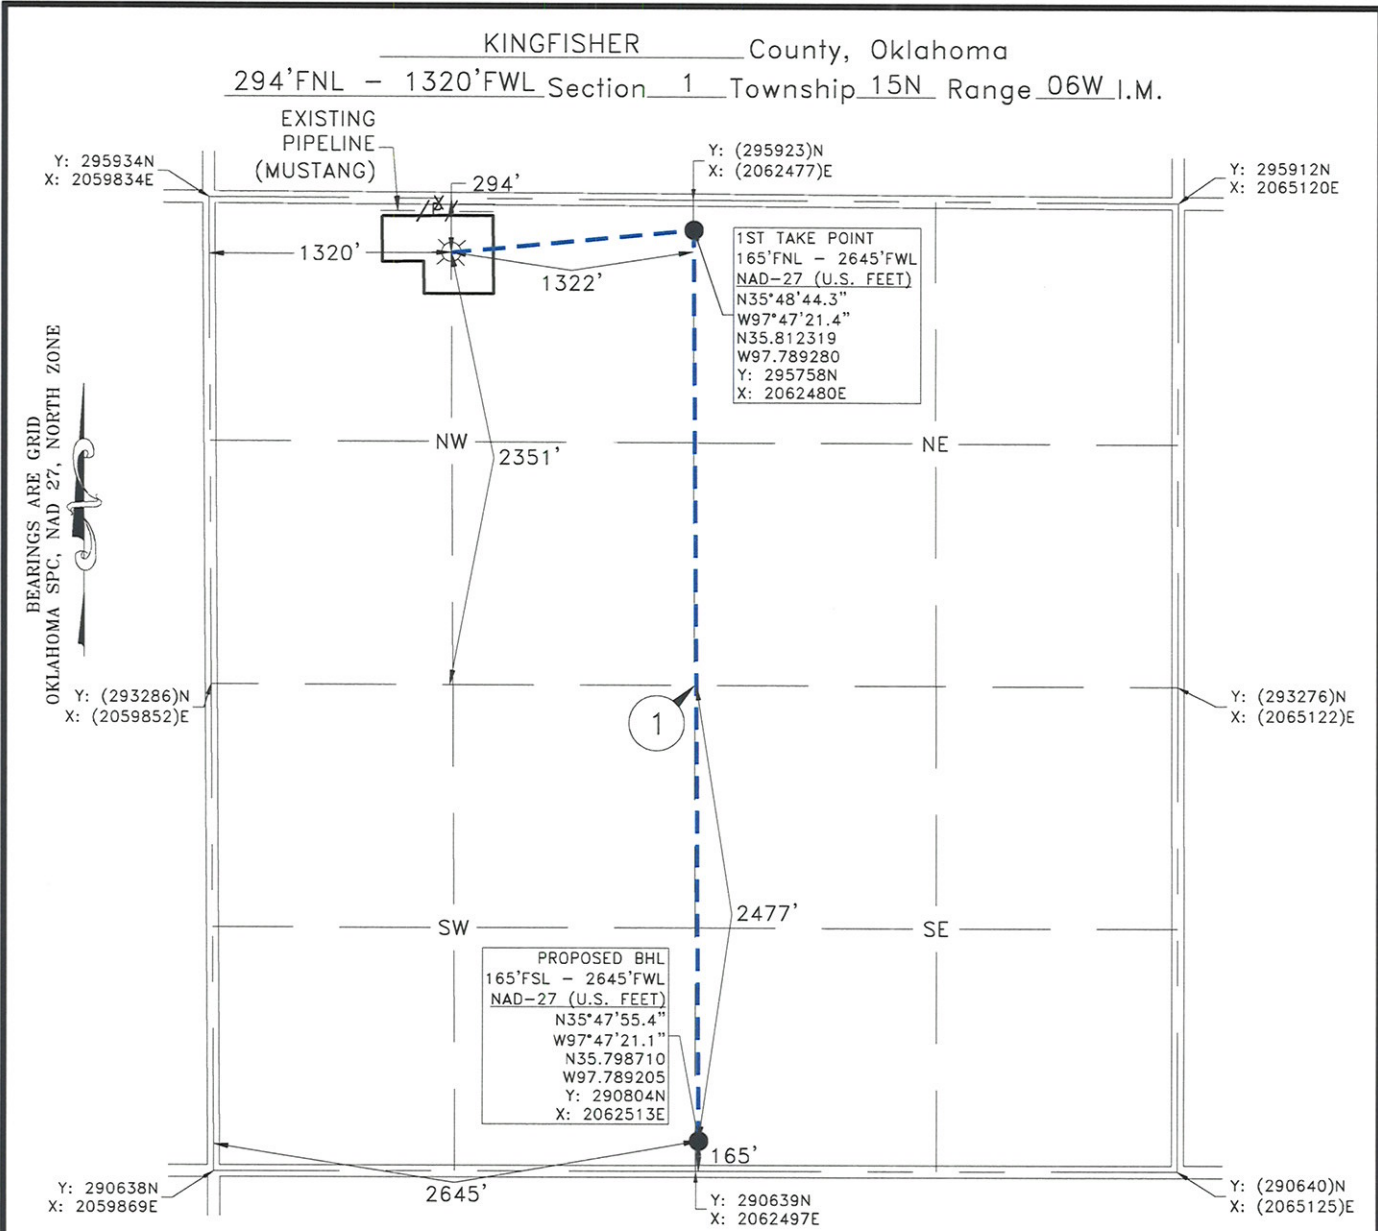 KINGFISHER County, Oklahoma
294'FNL - 1320'FWL Section 1 Township 15N Range 06W I.M.
EXISTING
PIPELINE
(MUSTANG)
Y: 295934N
X: 2059834E
294'
Y: (295923)N
X: (2062477)E
Y: 295912N
X: 2065120E
1320'
1322'
1ST TAKE POINT
165'FNL - 2645'FWL
NAD-27 (U.S. FEET)
N35°48'44.3"
W97°47'21.4"
N35.812319
W97.789280
Y: 295758N
X: 2062480E
BEARINGS ARE GRID
OKLAHOMA SPC, NAD 27, NORTH ZONE
NW
2351'
NE
Y: (293286)N
X: (2059852)E
1
Y: (293276)N
X: (2065122)E
SW
2477'
SE
PROPOSED BHL
165'FSL - 2645'FWL
NAD-27 (U.S. FEET)
N35°47'55.4"
W97°47'21.1"
N35.798710
W97.789205
Y: 290804N
X: 2062513E
165'
2645'
Y: 290638N
X: 2059869E
Y: 290639N
X: 2062497E
Y: (290640)N
X: (2065125)E